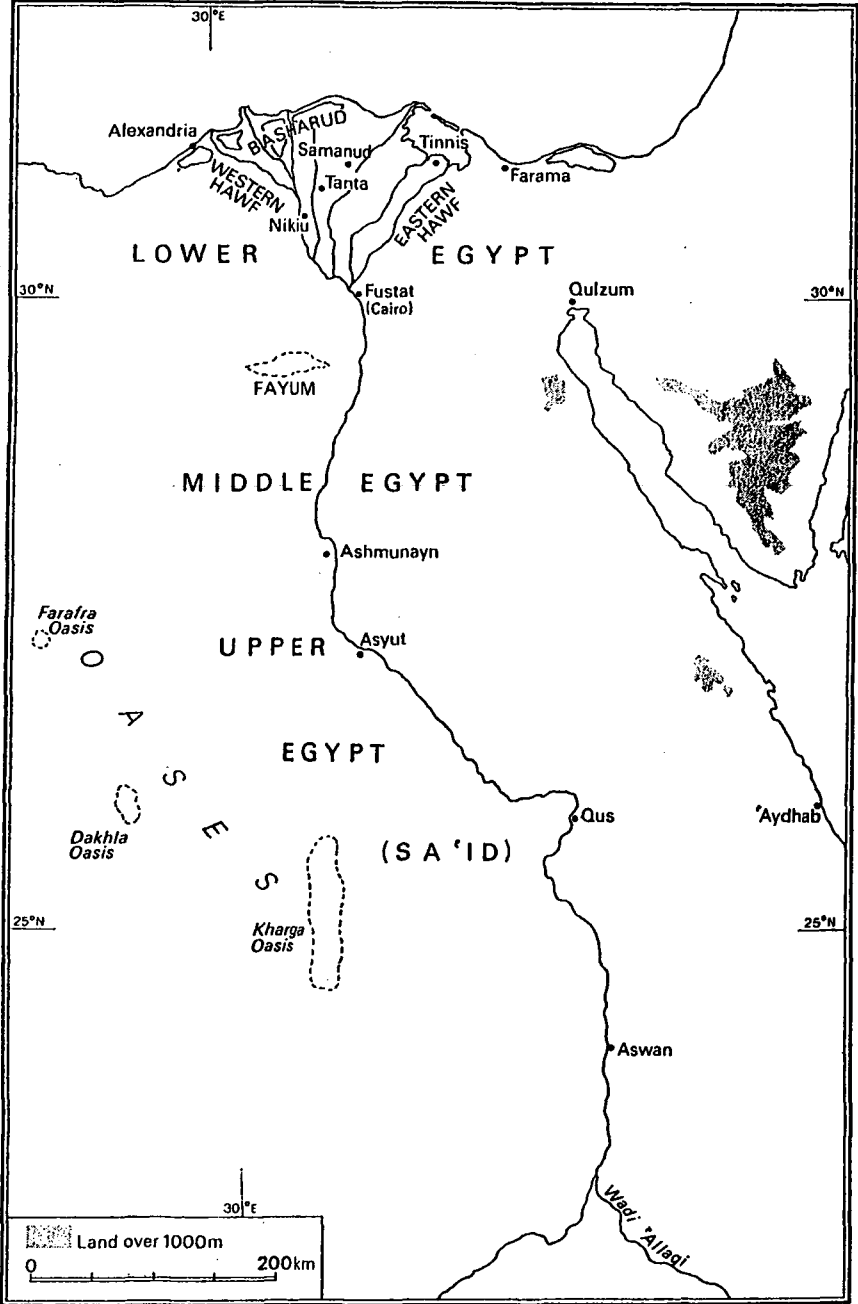 30°E
Alexandria
BASHARUD
Samanud
Tinnis
Farama
WESTERN
HAWF
Tanta
Nikiu
EASTERN
HAWF
LOWER EGYPT
30°N
30°N
Fustat
(Cairo)
Qulzum
FAYUM
MIDDLE EGYPT
Ashmunayn
Farafra
Oasis
UPPER
Asyut
OASES
EGYPT
Dakhla
Oasis
Qus
'Aydhab
(SA'ID)
25°N
25°N
Kharga
Oasis
Aswan
30°E
Wadi 'Allaqi
Land over 1000m
0 200km